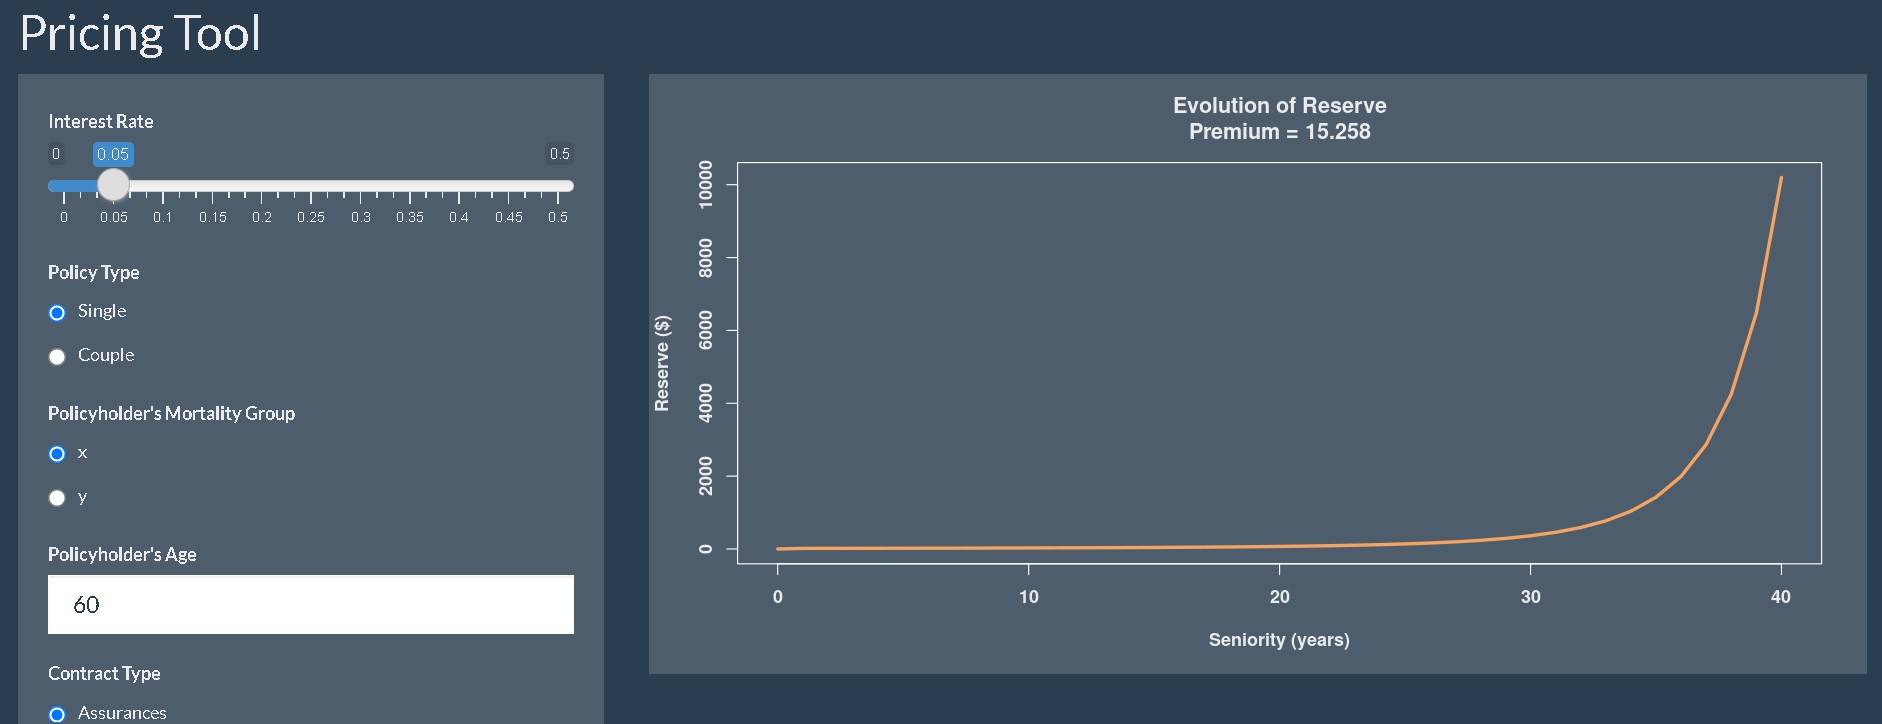 Pricing Tool
Interest Rate
0 0.05 0.5
0 0.05 0.1 0.15 0.2 0.25 0.3 0.35 0.4 0.45 0.5
Policy Type
Single
Couple
Policyholder's Mortality Group
x
y
Policyholder's Age
60
Contract Type
Assurances
Evolution of Reserve
Premium = 15.258
Reserve ($)
10000
8000
6000
4000
2000
0
0 10 20 30 40
Seniority (years)